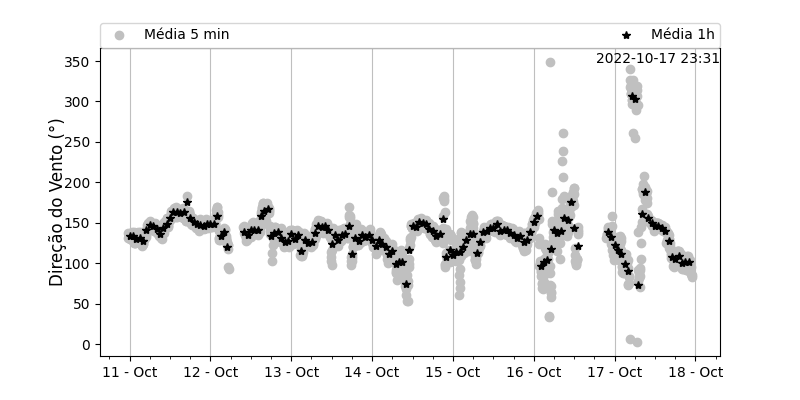 Média 5 min
Média 1h
2022-10-17 23:31
Direção do Vento (°)
350
300
250
200
150
100
50
0
11 - Oct
12 - Oct
13 - Oct
14 - Oct
15 - Oct
16 - Oct
17 - Oct
18 - Oct